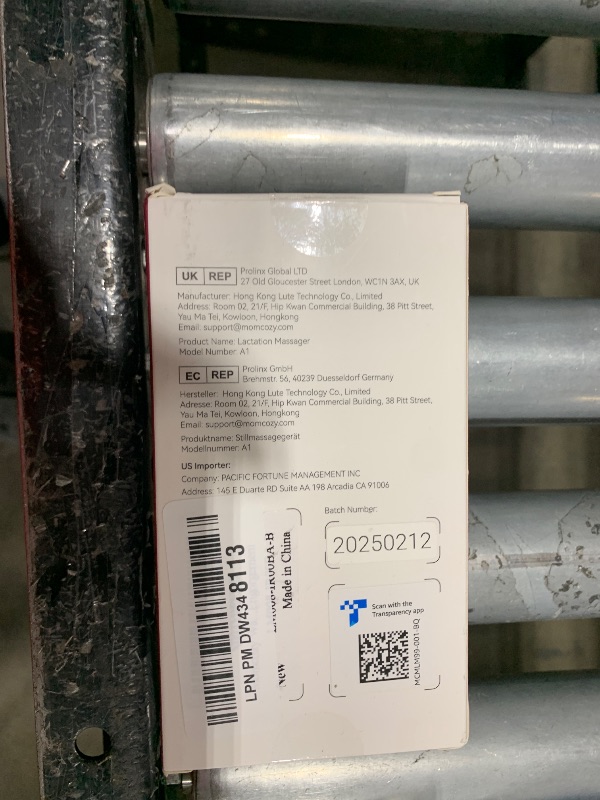 UK REP
Prolinx Global LTD
27 Old Gloucester Street London, WC1N 3AX, UK
Manufacturer: Hong Kong Lute Technology Co., Limited
Address: Room 02, 21/F, Hip Kwan Commercial Building, 38 Pitt Street,
Yau Ma Tei, Kowloon, Hongkong
Email: support@momcozy.com
Product Name: Lactation Massager
Model Number: A1
EC REP
Prolinx GmbH
Brehmstr. 56, 40239 Duesseldorf Germany
Hersteller: Hong Kong Lute Technology Co., Limited
Adresse: Room 02, 21/F, Hip Kwan Commercial Building, 38 Pitt Street,
Yau Ma Tei, Kowloon, Hongkong
Email: support@momcozy.com
Produktname: Stillmassagegerät
Modellnummer: A1
US Importer:
Company: PACIFIC FORTUNE MANAGEMENT INC
Address: 145 E Duarte RD Suite AA 198 Arcadia CA 91006
Batch Number:
20250212
LPN PM DW434 8113
New
Made in China
Scan with the
Transparency app
MCMLM99-001-BQ